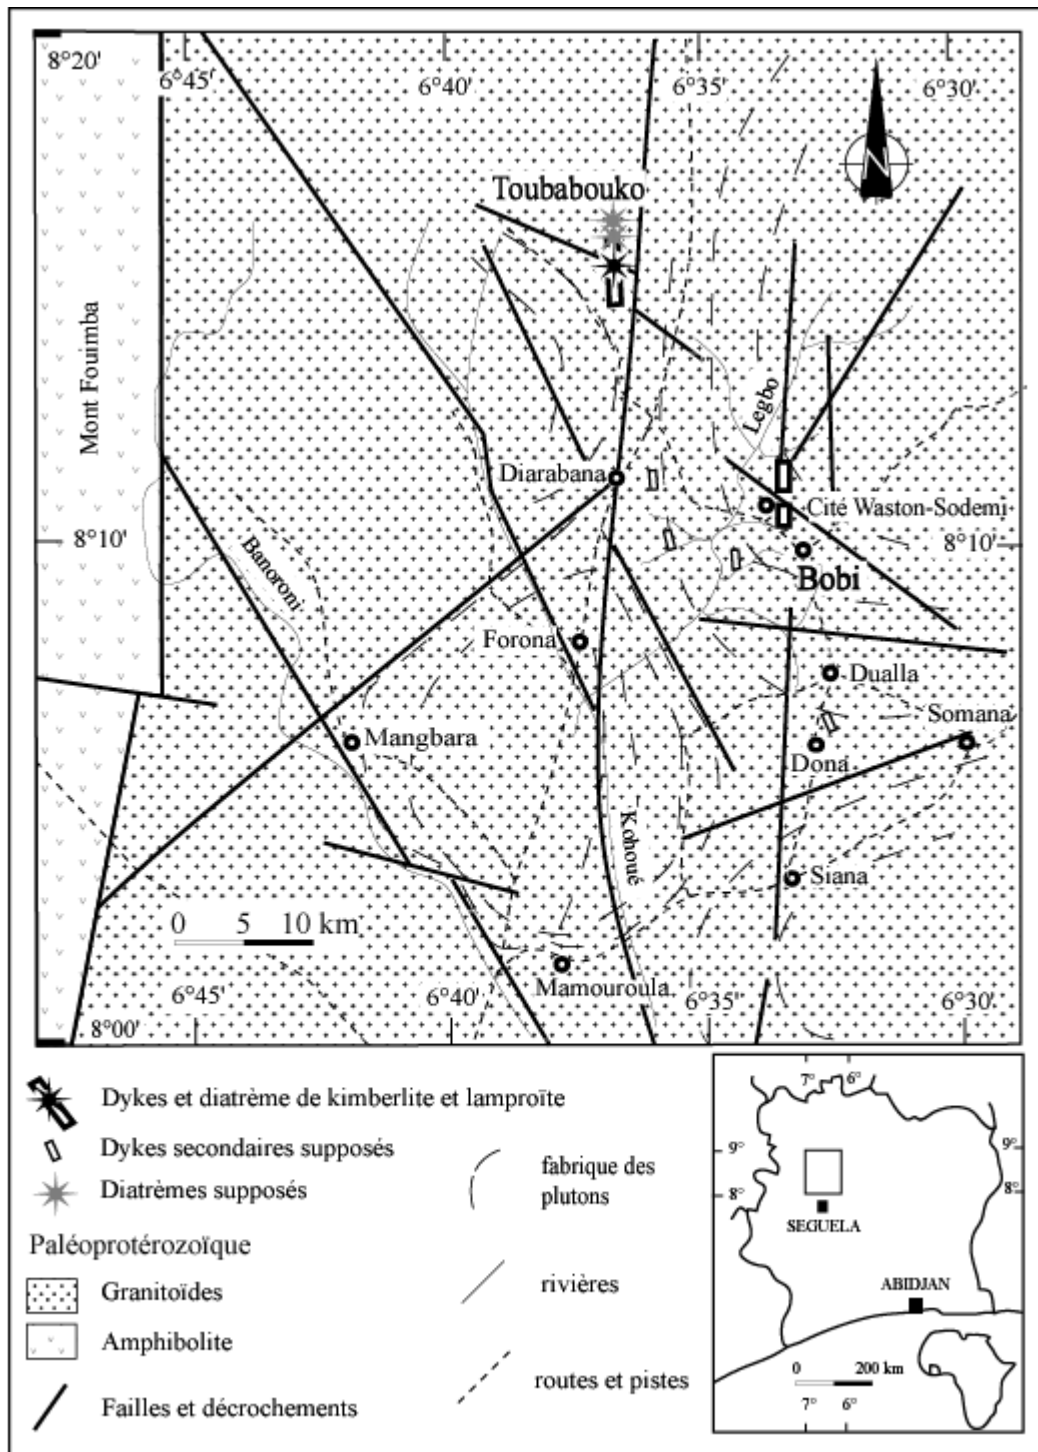 8°20'
6°45'
6°40'
6°35'
6°30'
Toubabouko
Mont Fouimba
Legbo
Diarabana
Cité Waston-Sodemi
8°10'
8°10'
Banoroni
Bobi
Forona
Dualla
Somana
Mangbara
Dona
Kohoué
Siana
0 5 10 km
Mamouroula
6°45'
6°40'
6°35'
6°30'
8°00'
Dykes et diatrème de kimberlite et lamproïte
Dykes secondaires supposés
Diatrèmes supposés
Paléoprotérozoïque
Granitoïdes
Amphibolite
Failles et décrochements
fabrique des
plutons
rivières
routes et pistes
7° 6°
9°
9°
8°
8°
SEGUELA
ABIDJAN
0 200 km
7° 6°
N